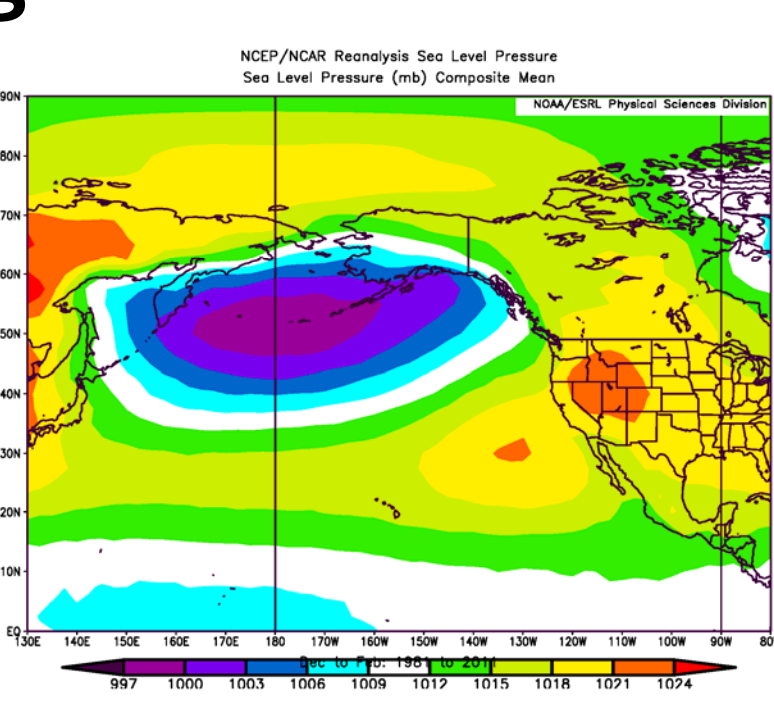 NCEP/NCAR Reanalysis Sea Level Pressure
Sea Level Pressure (mb) Composite Mean
NOAA/ESRL Physical Sciences Division
90N
80N
70N
60N
50N
40N
30N
20N
10N
EQ
130E 140E 150E 160E 170E 180 170W 160W 150W 140W 130W 120W 110W 100W 90W 80
Dec to Feb: 1981 to 2011
997 1000 1003 1006 1009 1012 1015 1018 1021 1024